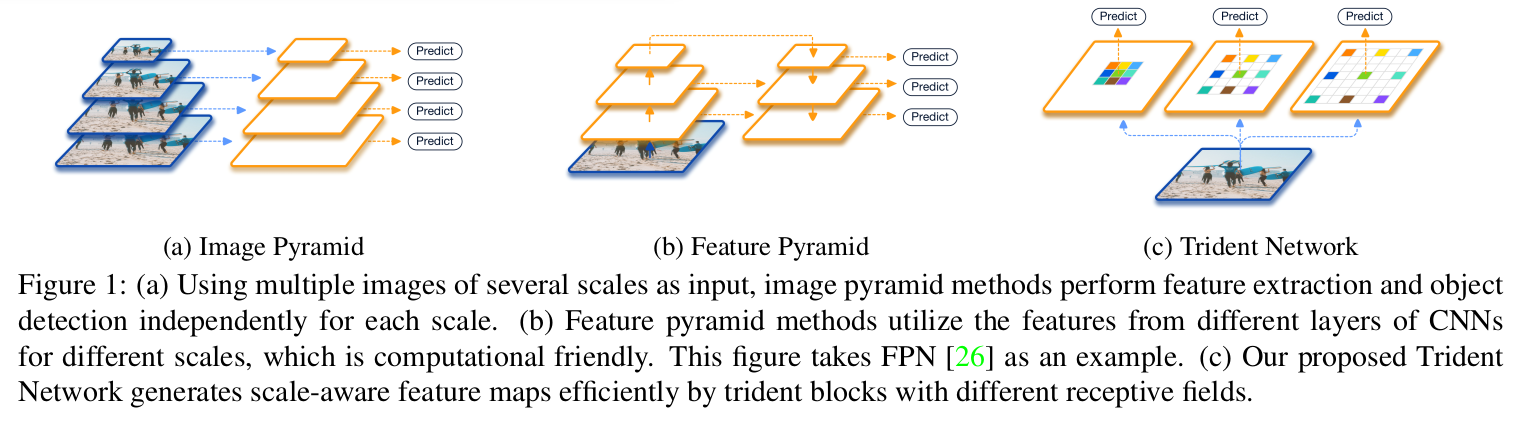 Predict
Predict
Predict
Predict
Predict
Predict
Predict
Predict
Predict
Predict
(a) Image Pyramid
(b) Feature Pyramid
(c) Trident Network
Figure 1: (a) Using multiple images of several scales as input, image pyramid methods perform feature extraction and object
detection independently for each scale. (b) Feature pyramid methods utilize the features from different layers of CNNs
for different scales, which is computational friendly. This figure takes FPN [26] as an example. (c) Our proposed Trident
Network generates scale-aware feature maps efficiently by trident blocks with different receptive fields.